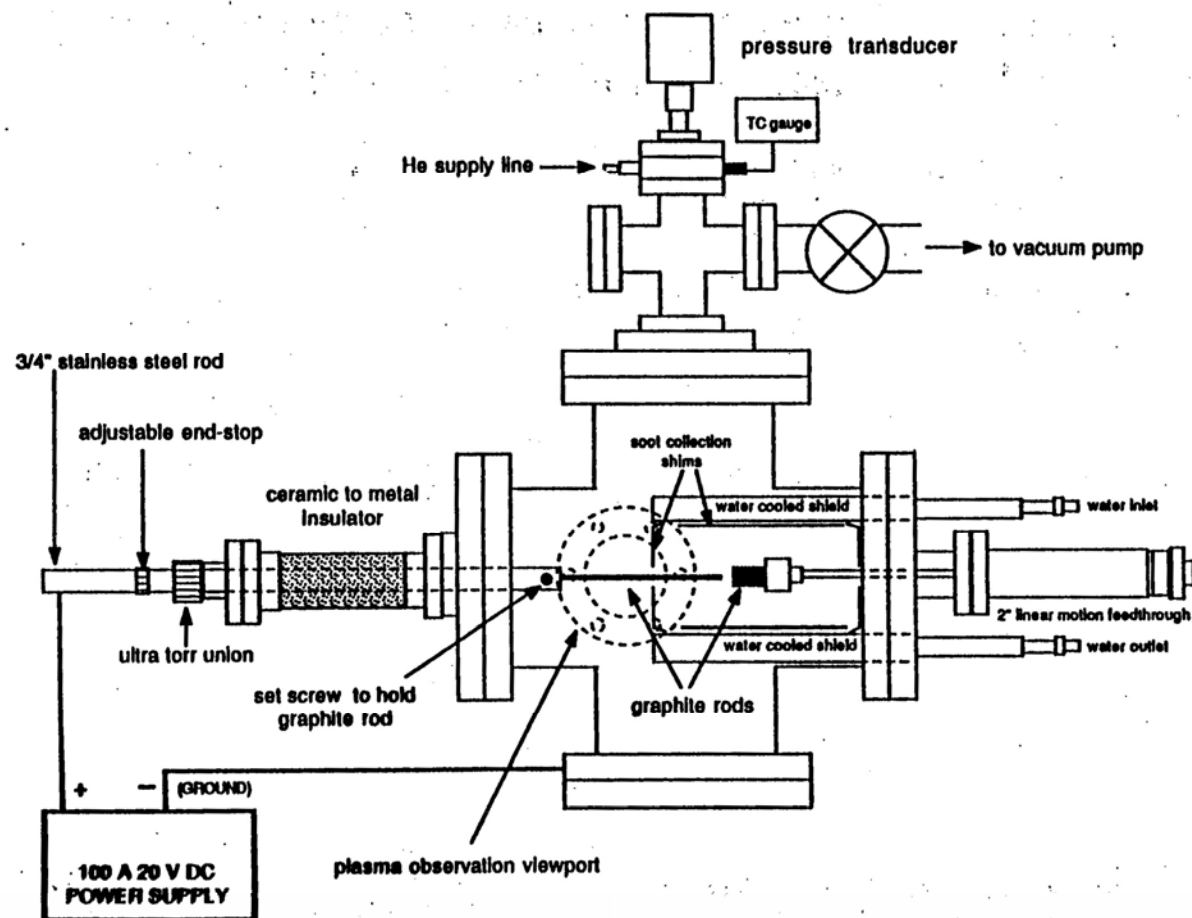 pressure transducer
TC gauge
He supply line
to vacuum pump
3/4" stainless steel rod
adjustable end-stop
soot collection
shims
ceramic to metal
insulator
water cooled shield
water inlet
2" linear motion feedthrough
water cooled shield
water outlet
ultra torr union
set screw to hold
graphite rod
graphite rods
+
— (GROUND)
plasma observation viewport
100 A 20 V DC
POWER SUPPLY